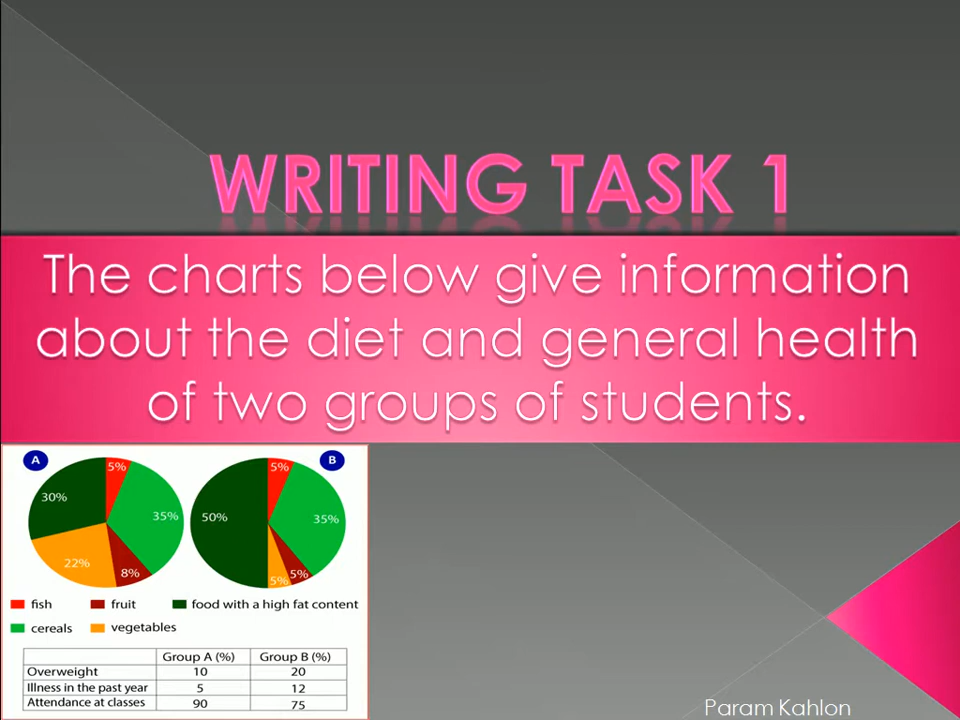 WRITING TASK 1
The charts below give information
about the diet and general health
of two groups of students.
A
B
5%
35%
8%
22%
30%
5%
35%
5%
5%
50%
fish
fruit
food with a high fat content
cereals
vegetables
Group A (%) Group B (%)
Overweight 10 20
Illness in the past year 5 12
Attendance at classes 90 75
Param Kahlon